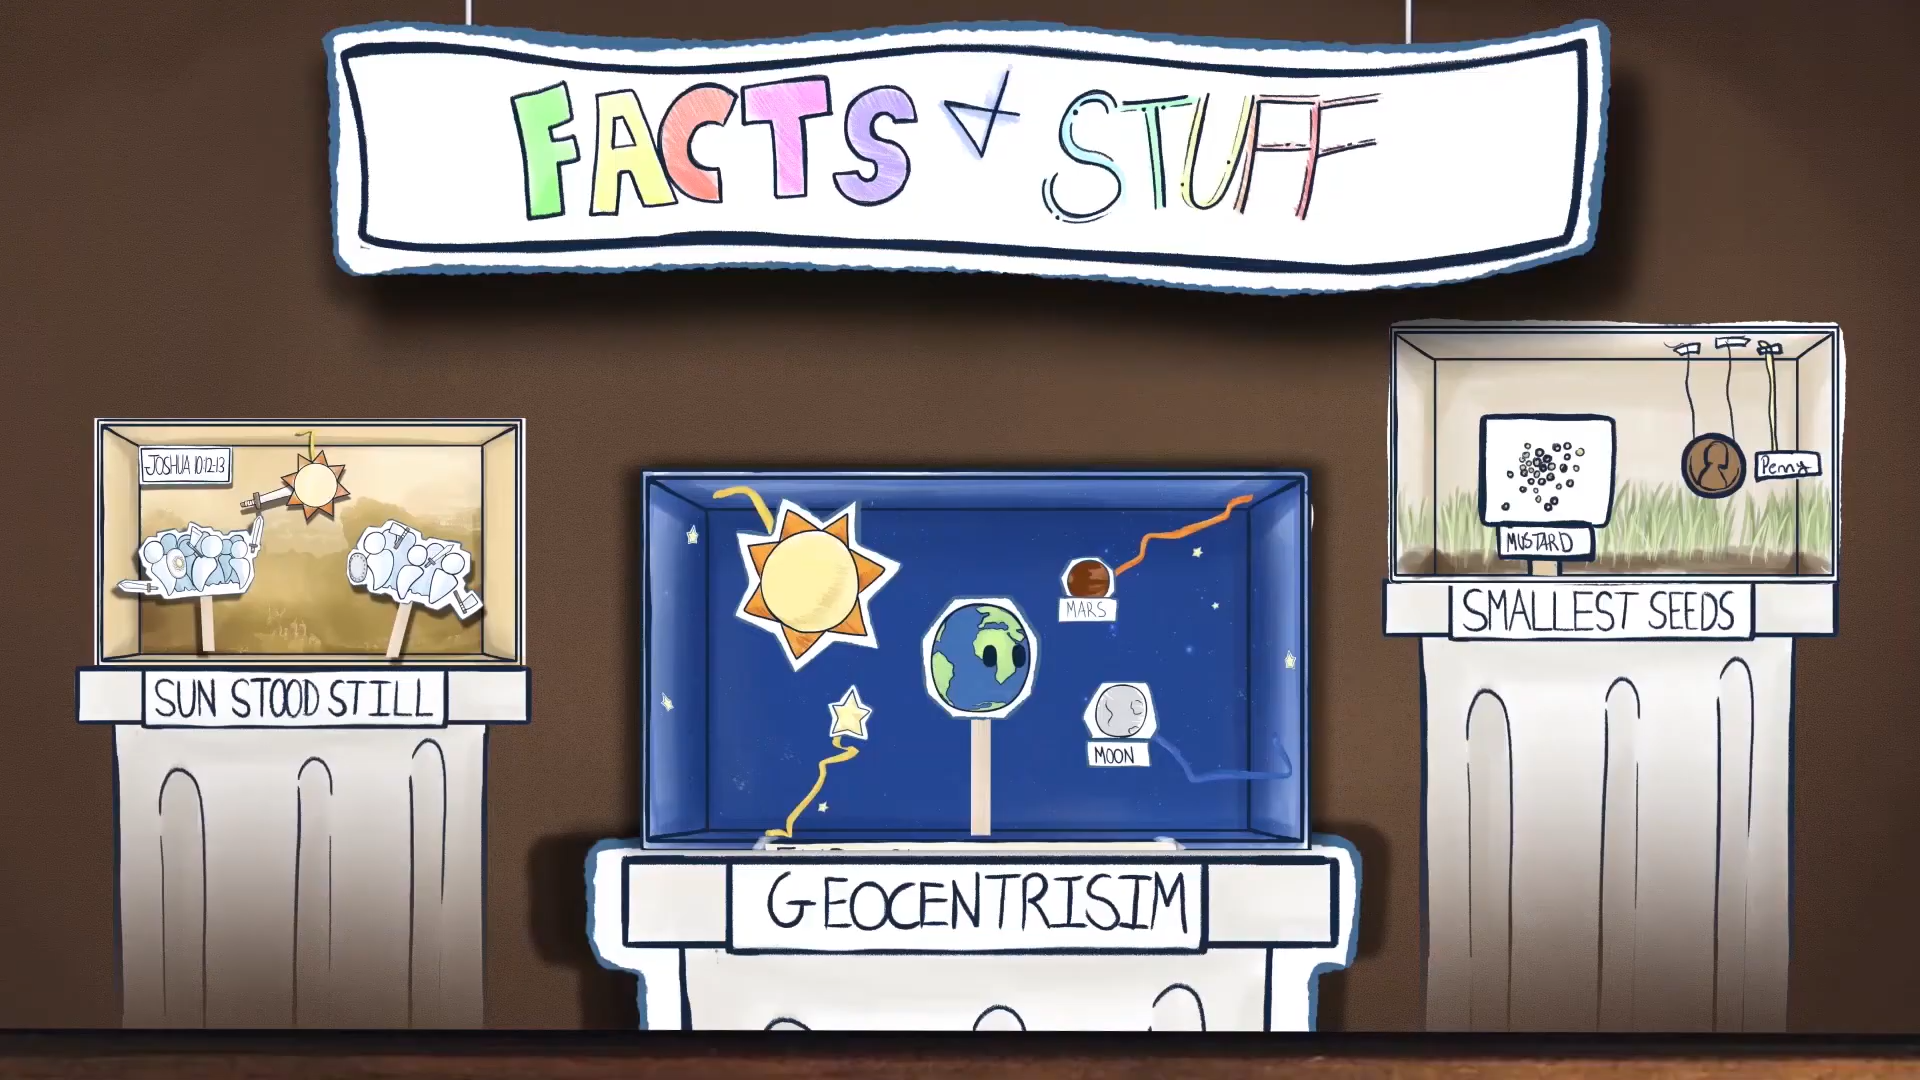 FACTS & STUFF
JOSHUA 10:12-13
SUN STOOD STILL
MARS
MOON
GEOCENTRISIM
MUSTARD
Penny
SMALLEST SEEDS